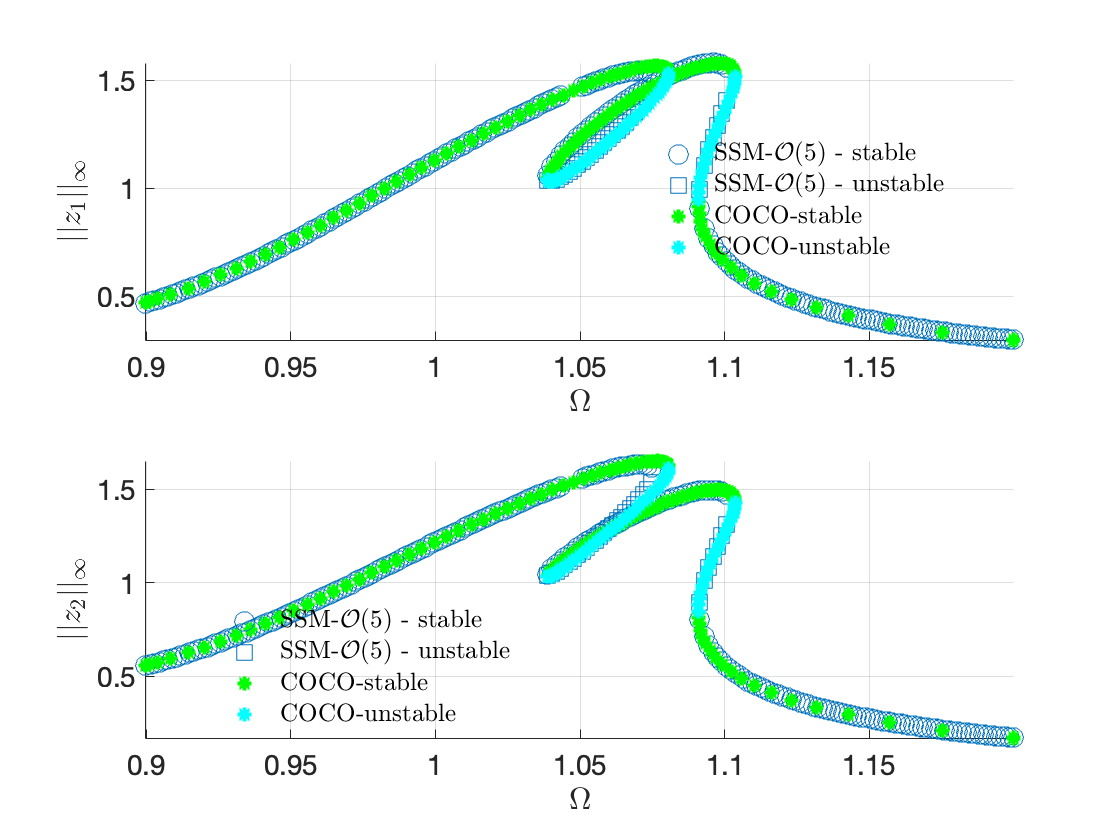 1.5
1
0.5
||z₁||∞
SSM-𝒪(5) - stable
SSM-𝒪(5) - unstable
COCO-stable
COCO-unstable
0.9 0.95 1 1.05 1.1 1.15
Ω
1.5
1
0.5
||z₂||∞
SSM-𝒪(5) - stable
SSM-𝒪(5) - unstable
COCO-stable
COCO-unstable
0.9 0.95 1 1.05 1.1 1.15
Ω